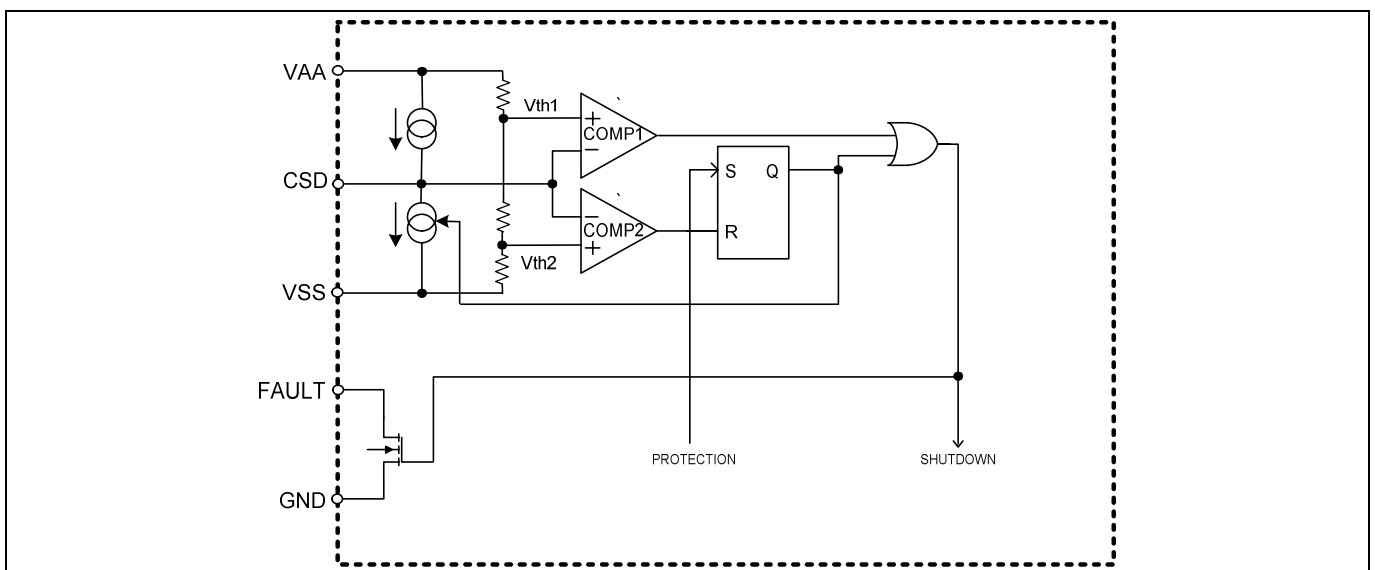 VAA
Vth1
+
COMP1
−
CSD
S Q
−
COMP2
+
R
Vth2
VSS
FAULT
PROTECTION
SHUTDOWN
GND